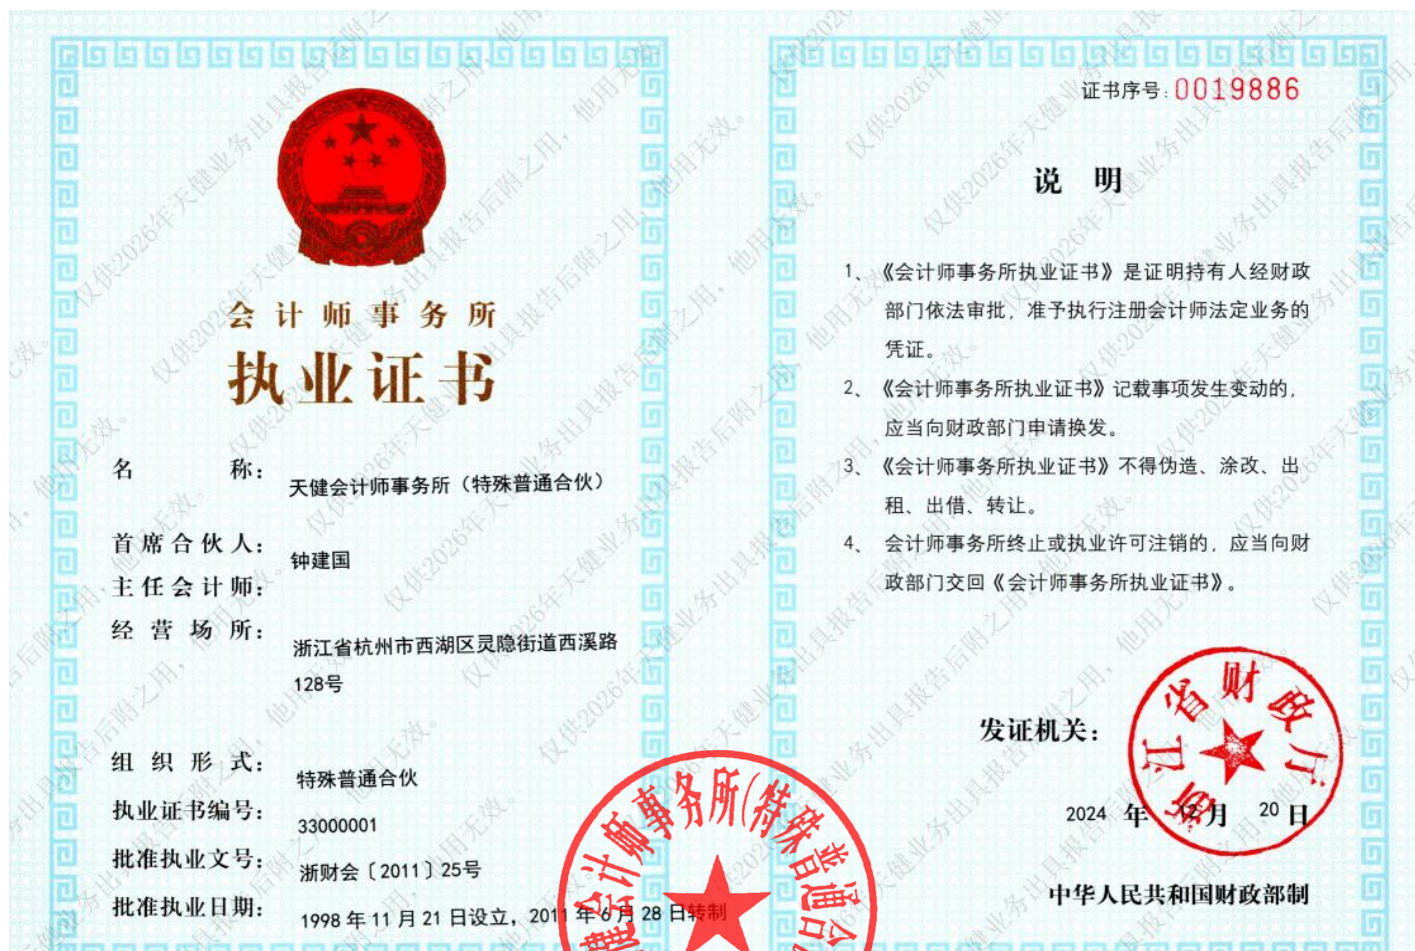 会计师事务所
执业证书
名 称： 天健会计师事务所（特殊普通合伙）
首席合伙人： 钟建国
主任会计师：
经营场所： 浙江省杭州市西湖区灵隐街道西溪路
128号
组织形式： 特殊普通合伙
执业证书编号： 33000001
批准执业文号： 浙财会〔2011〕25号
批准执业日期： 1998年11月21日设立，2011年6月28日转制
健会计师事务所(特殊普通合
证书序号：0019886
说 明
1、《会计师事务所执业证书》是证明持有人经财政
部门依法审批，准予执行注册会计师法定业务的
凭证。
2、《会计师事务所执业证书》记载事项发生变动的，
应当向财政部门申请换发。
3、《会计师事务所执业证书》不得伪造、涂改、出
租、出借、转让。
4、会计师事务所终止或执业许可注销的，应当向财
政部门交回《会计师事务所执业证书》。
发证机关：
浙江省财政厅
2024 年 12 月 20 日
中华人民共和国财政部制
仅供2026年天健业务出具报告后附之用，他用无效。